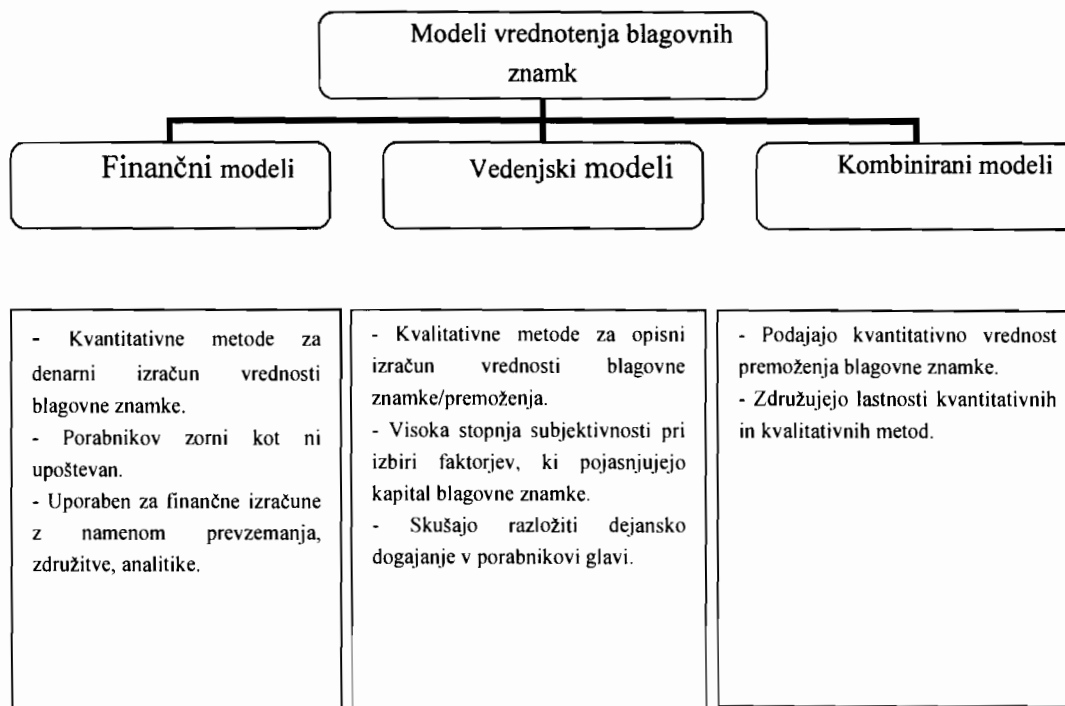 Modeli vrednotenja blagovnih
znamk
Finančni modeli
Vedenjski modeli
Kombinirani modeli
- Kvantitativne metode za
denarni izračun vrednosti
blagovne znamke.
- Porabnikov zorni kot ni
upoštevan.
- Uporaben za finančne izračune
z namenom prevzemanja,
združitve, analitike.
- Kvalitativne metode za opisni
izračun vrednosti blagovne
znamke/premoženja.
- Visoka stopnja subjektivnosti pri
izbiri faktorjev, ki pojasnjujejo
kapital blagovne znamke.
- Skušajo razložiti dejansko
dogajanje v porabnikovi glavi.
- Podajajo kvantitativno vrednost
premoženja blagovne znamke.
- Združujejo lastnosti kvantitativnih
in kvalitativnih metod.